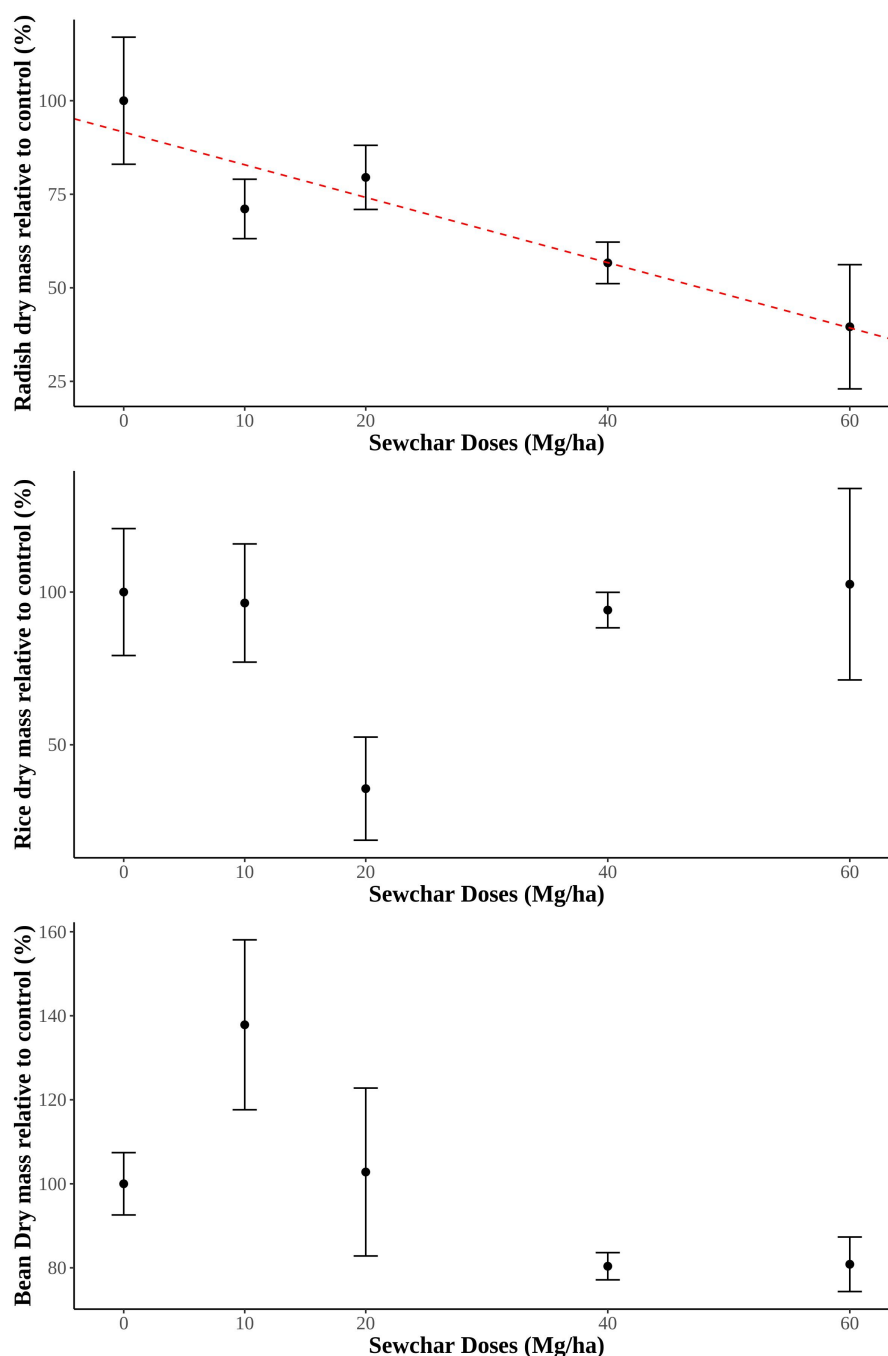 Radish dry mass relative to control (%)
100
75
50
25
0 10 20 40 60
Sewchar Doses (Mg/ha)
Rice dry mass relative to control (%)
100
50
0 10 20 40 60
Sewchar Doses (Mg/ha)
Bean Dry mass relative to control (%)
160
140
120
100
80
0 10 20 40 60
Sewchar Doses (Mg/ha)